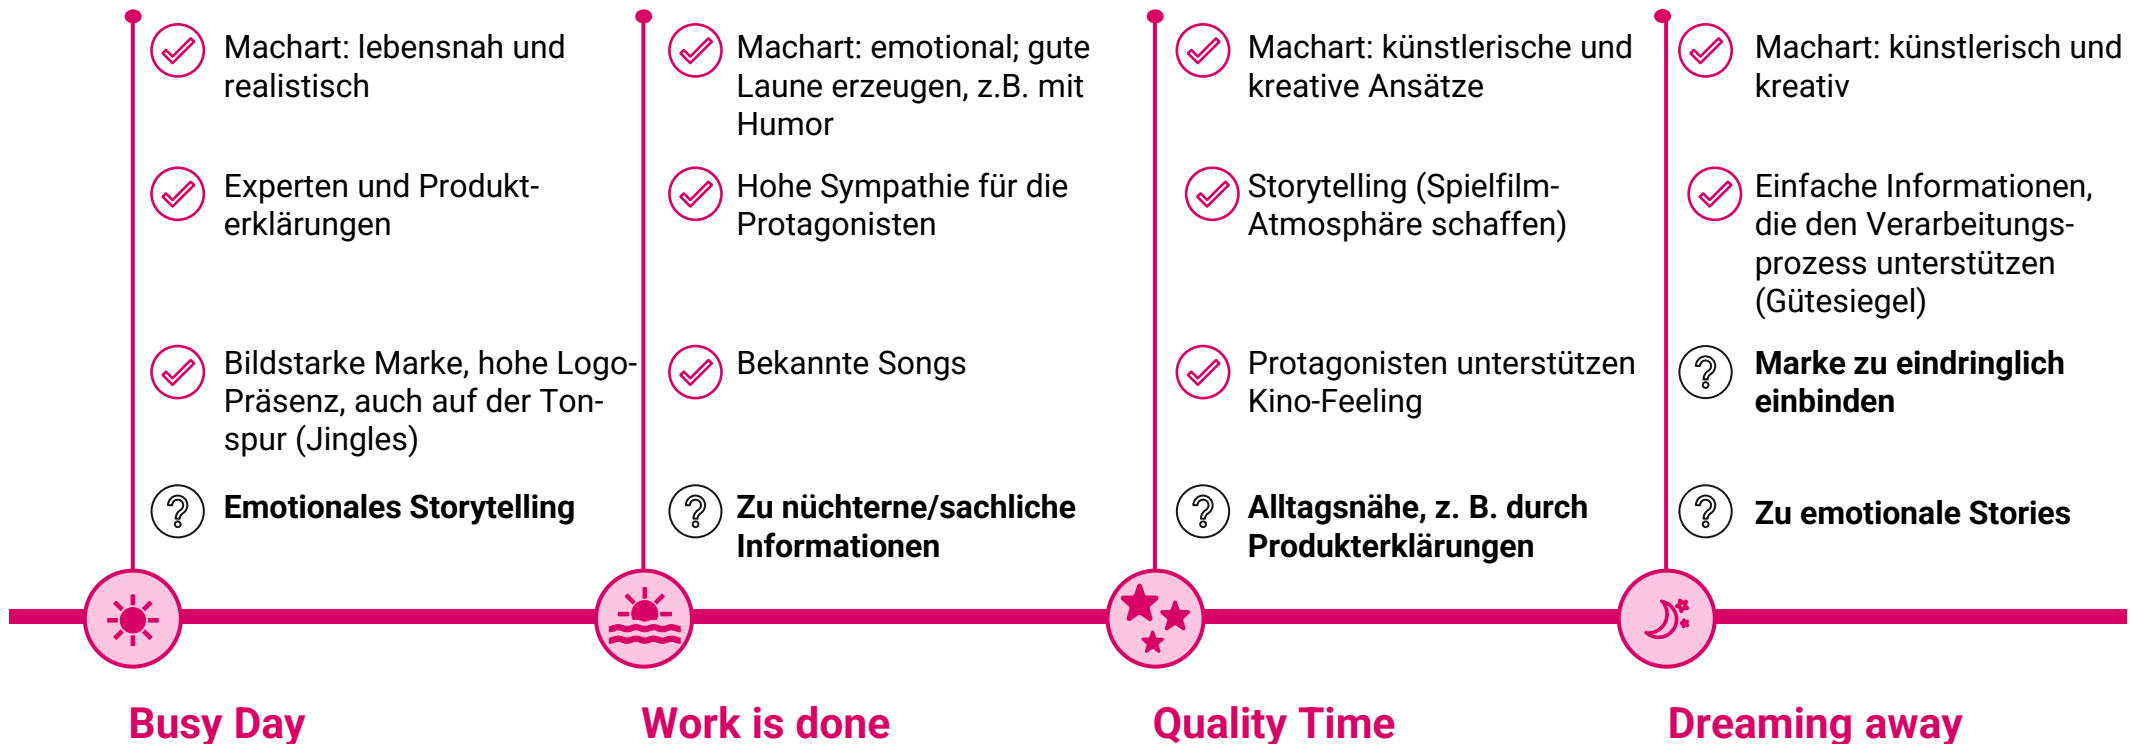 Machart: lebensnah und
realistisch
Experten und Produkt-
erklärungen
Bildstarke Marke, hohe Logo-
Präsenz, auch auf der Ton-
spur (Jingles)
Emotionales Storytelling
Busy Day
Machart: emotional; gute
Laune erzeugen, z.B. mit
Humor
Hohe Sympathie für die
Protagonisten
Bekannte Songs
Zu nüchterne/sachliche
Informationen
Work is done
Machart: künstlerische und
kreative Ansätze
Storytelling (Spielfilm-
Atmosphäre schaffen)
Protagonisten unterstützen
Kino-Feeling
Alltagsnähe, z. B. durch
Produkterklärungen
Quality Time
Machart: künstlerisch und
kreativ
Einfache Informationen,
die den Verarbeitungs-
prozess unterstützen
(Gütesiegel)
Marke zu eindringlich
einbinden
Zu emotionale Stories
Dreaming away